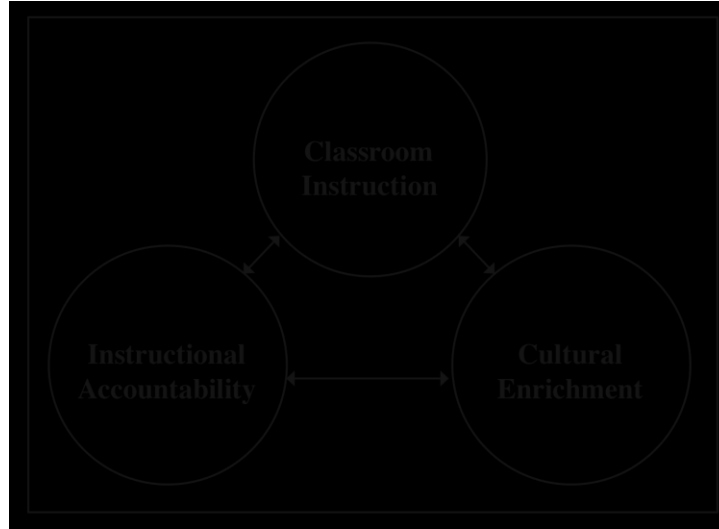 Classroom
Instruction
Instructional
Accountability
Cultural
Enrichment